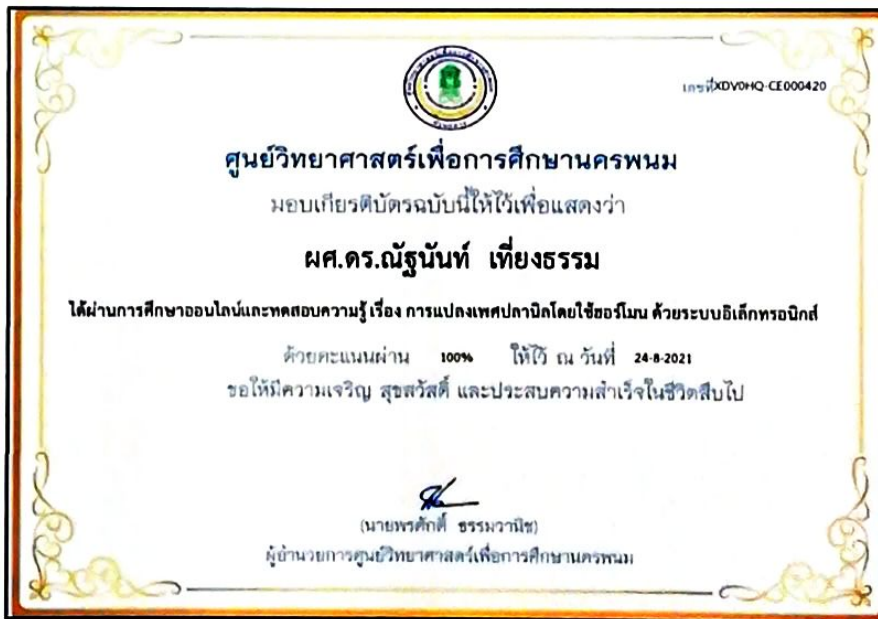 เลขที่XDV0HQ-CE000420
ศูนย์วิทยาศาสตร์เพื่อการศึกษานครพนม
มอบเกียรติบัตรฉบับนี้ให้ไว้เพื่อแสดงว่า
ผศ.ดร.ณัฐนันท์ เที่ยงธรรม
ได้ผ่านการศึกษาออนไลน์และทดสอบความรู้ เรื่อง การแปลงเพศปลานิลโดยใช้ฮอร์โมน ด้วยระบบอิเล็กทรอนิกส์
ด้วยคะแนนผ่าน 100% ให้ไว้ ณ วันที่ 24-8-2021
ขอให้มีความเจริญ สุขสวัสดิ์ และประสบความสำเร็จในชีวิตสืบไป
(นายพรศักดิ์ ธรรมวานิช)
ผู้อำนวยการศูนย์วิทยาศาสตร์เพื่อการศึกษานครพนม